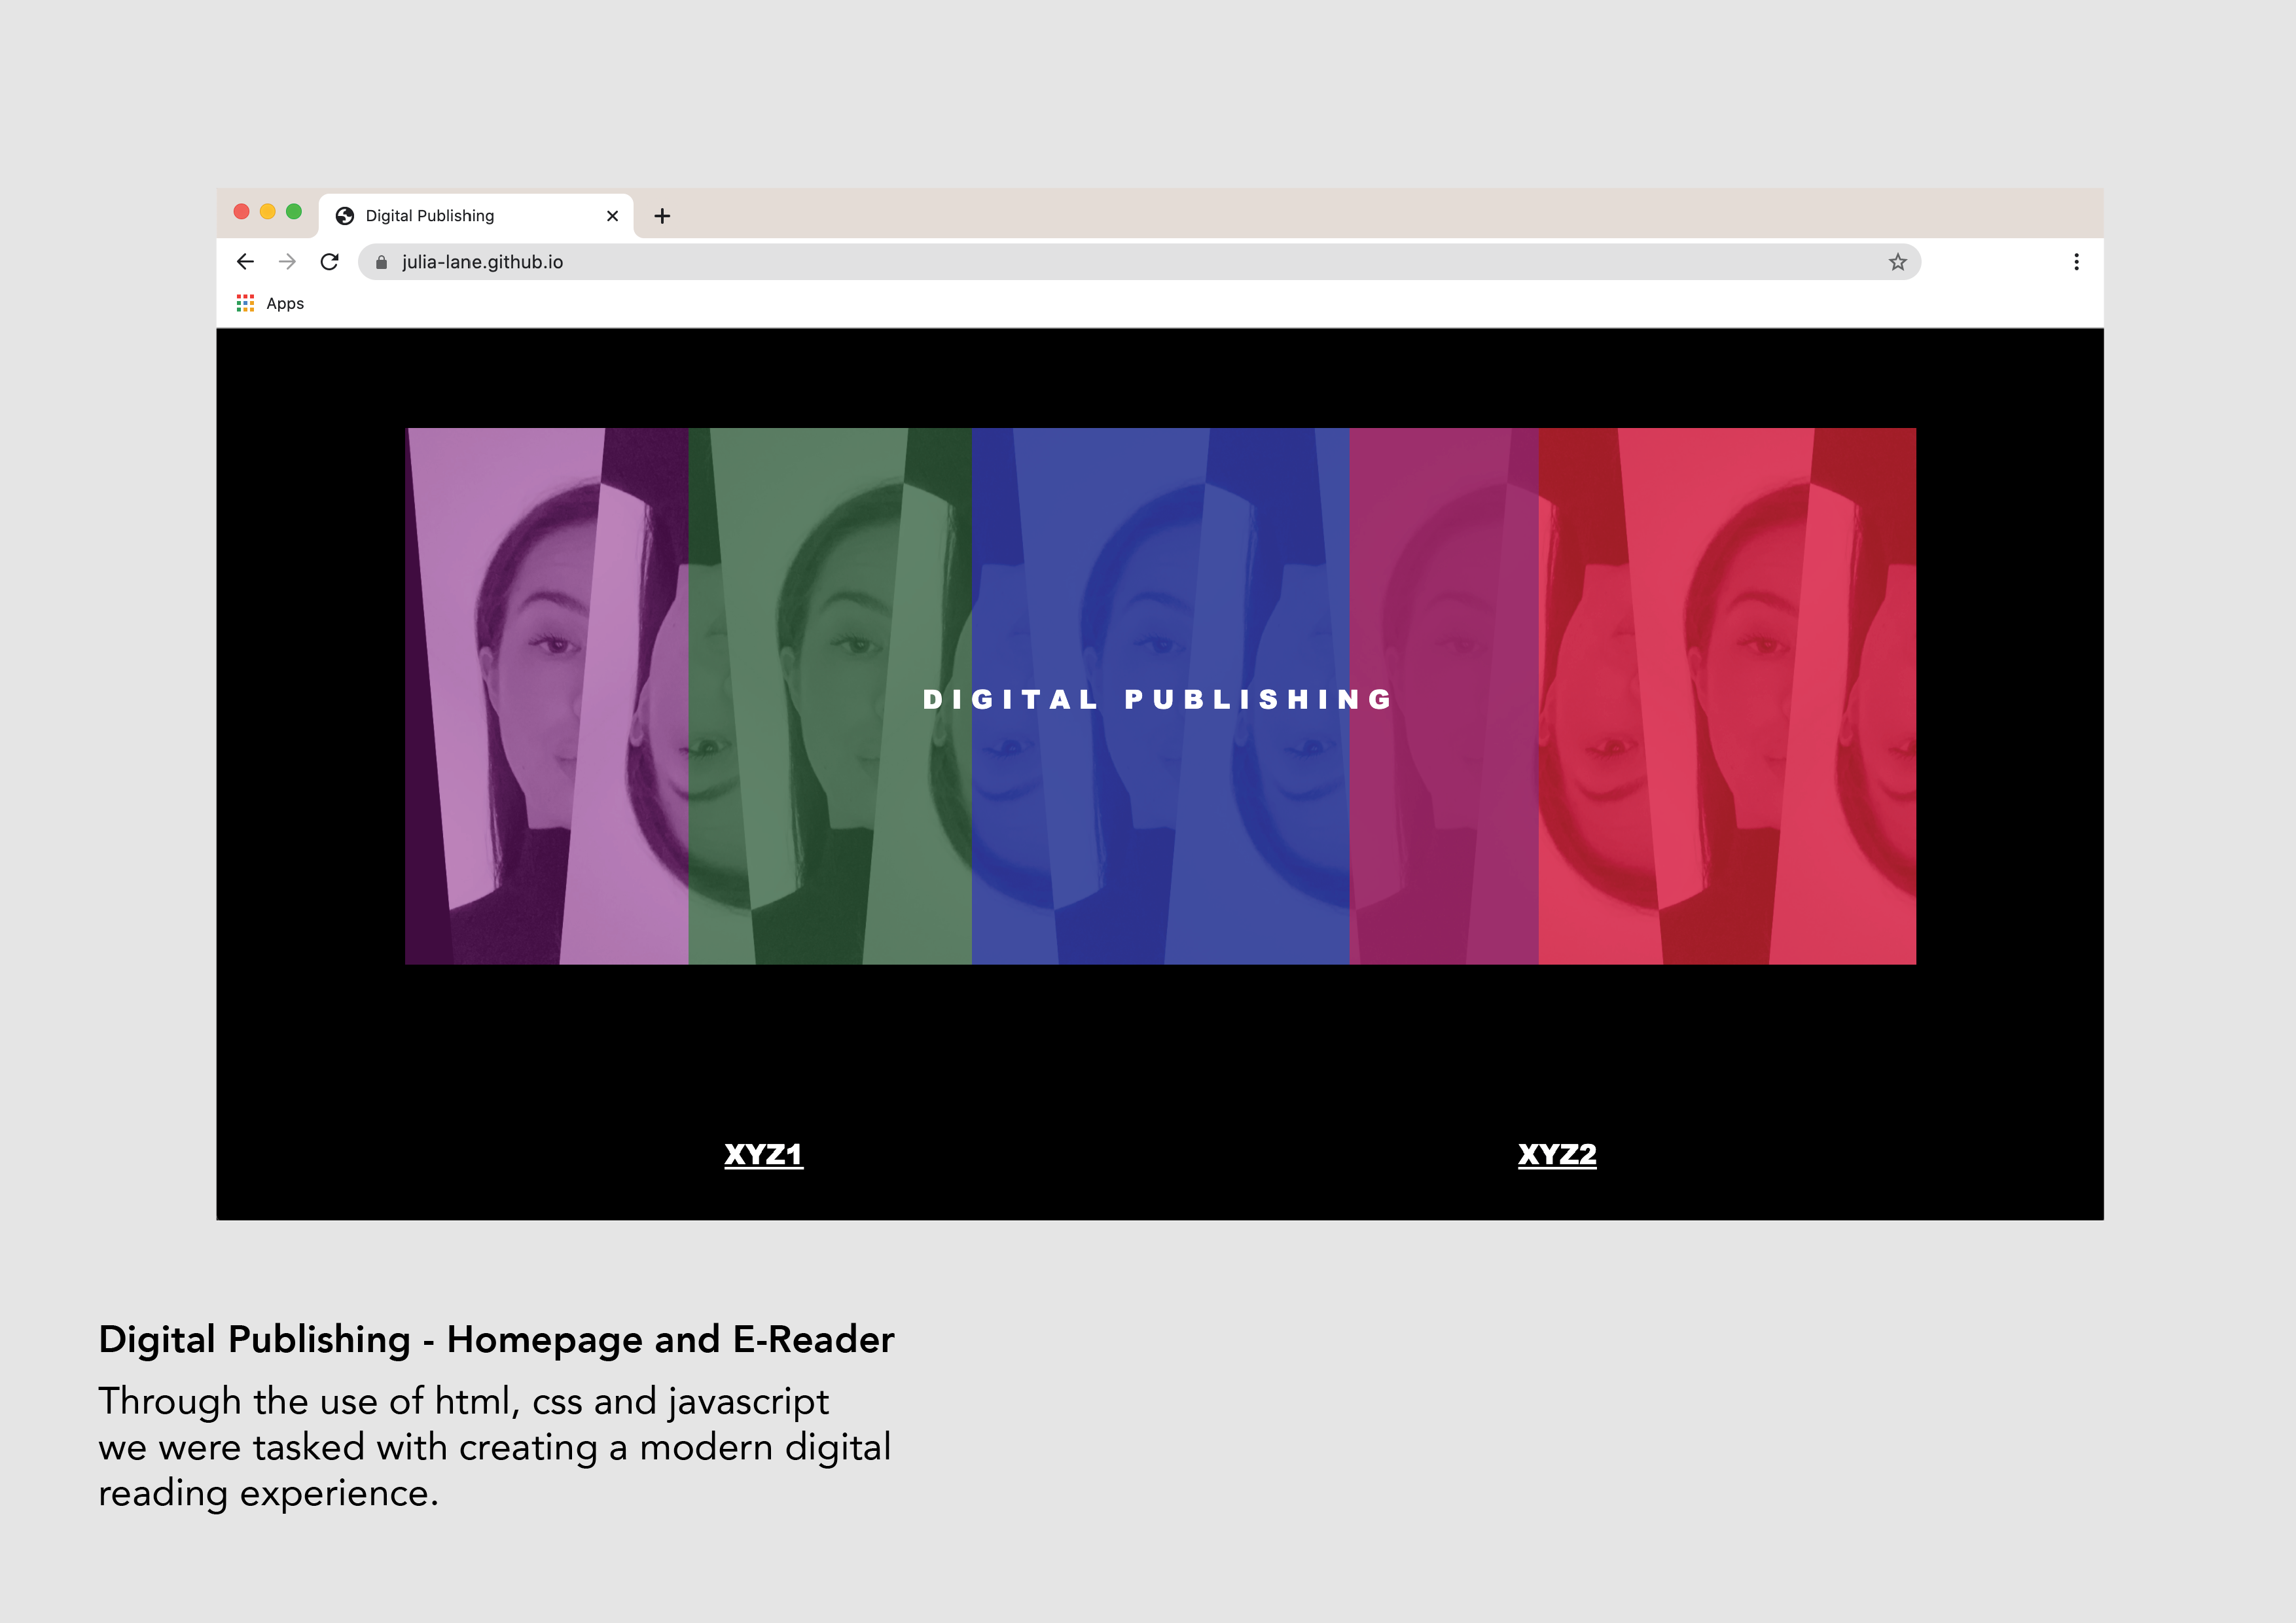 Digital Publishing
julia-lane.github.io
Apps
DIGITAL PUBLISHING
XYZ1
XYZ2
Digital Publishing - Homepage and E-Reader
Through the use of html, css and javascript
we were tasked with creating a modern digital
reading experience.